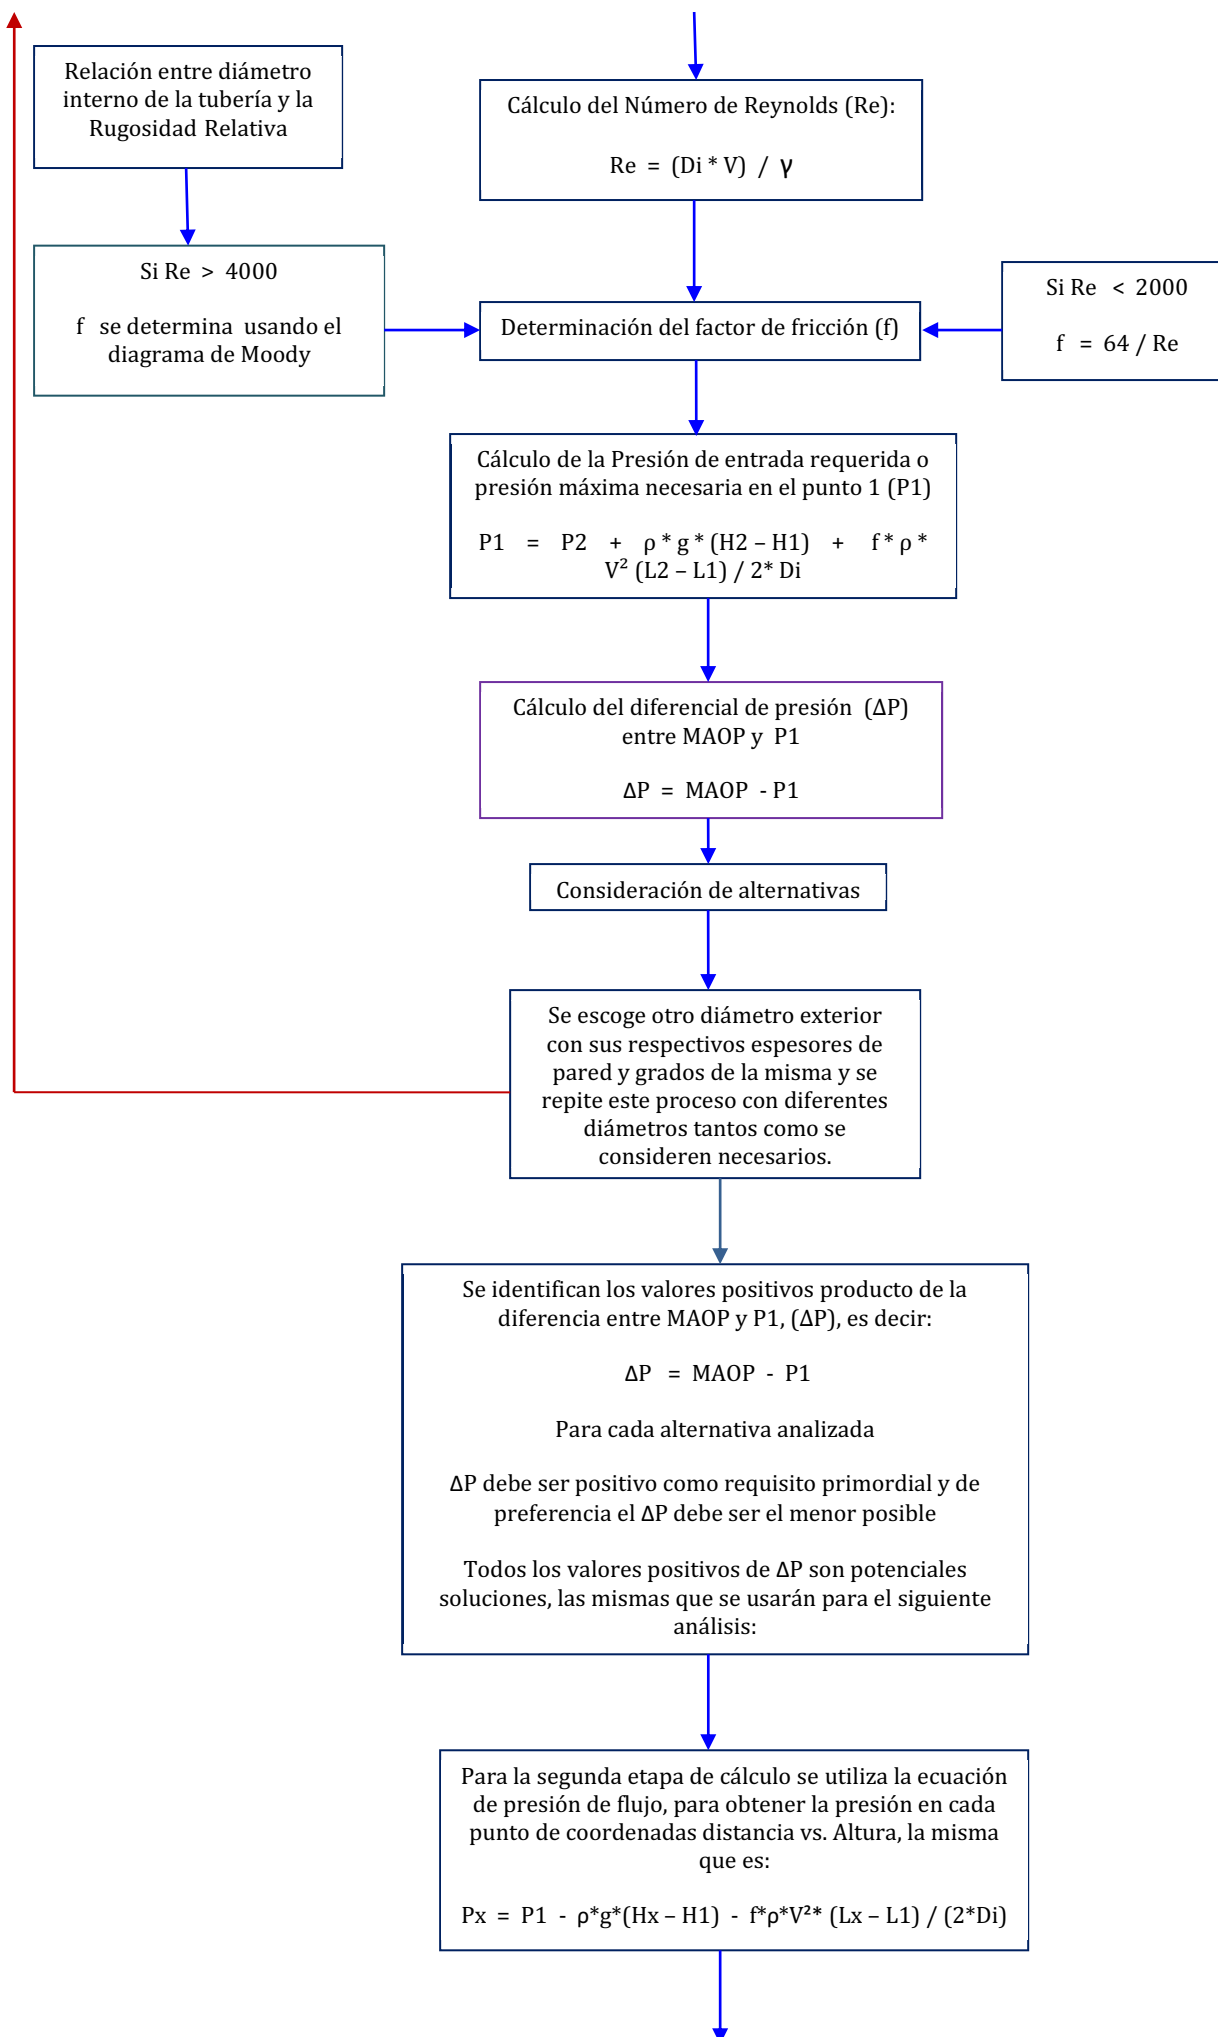 Relación entre diámetro
interno de la tubería y la
Rugosidad Relativa
Cálculo del Número de Reynolds (Re):
Re = (Di * V) / γ
Si Re > 4000
f se determina usando el
diagrama de Moody
Determinación del factor de fricción (f)
Si Re < 2000
f = 64 / Re
Cálculo de la Presión de entrada requerida o
presión máxima necesaria en el punto 1 (P1)
P1 = P2 + ρ * g * (H2 – H1) + f * ρ *
V² (L2 – L1) / 2* Di
Cálculo del diferencial de presión (ΔP)
entre MAOP y P1
ΔP = MAOP - P1
Consideración de alternativas
Se escoge otro diámetro exterior
con sus respectivos espesores de
pared y grados de la misma y se
repite este proceso con diferentes
diámetros tantos como se
consideren necesarios.
Se identifican los valores positivos producto de la
diferencia entre MAOP y P1, (ΔP), es decir:
ΔP = MAOP - P1
Para cada alternativa analizada
ΔP debe ser positivo como requisito primordial y de
preferencia el ΔP debe ser el menor posible
Todos los valores positivos de ΔP son potenciales
soluciones, las mismas que se usarán para el siguiente
análisis:
Para la segunda etapa de cálculo se utiliza la ecuación
de presión de flujo, para obtener la presión en cada
punto de coordenadas distancia vs. Altura, la misma
que es:
Px = P1 - ρ*g*(Hx – H1) - f*ρ*V²* (Lx – L1) / (2*Di)